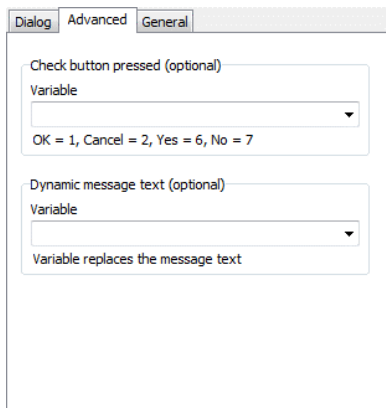 Dialog Advanced General
Check button pressed (optional)
Variable
OK = 1, Cancel = 2, Yes = 6, No = 7
Dynamic message text (optional)
Variable
Variable replaces the message text